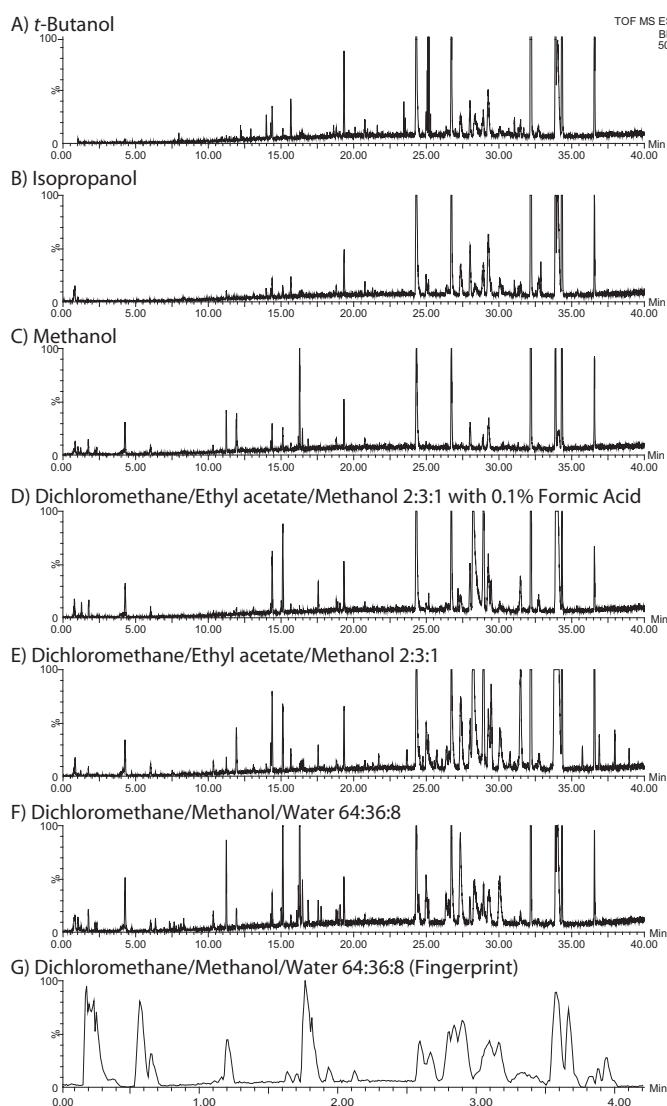 A) t-Butanol
TOF MS ES
BI
50
100
%
0
0.00 5.00 10.00 15.00 20.00 25.00 30.00 35.00 40.00 Min
B) Isopropanol
100
%
0
0.00 5.00 10.00 15.00 20.00 25.00 30.00 35.00 40.00 Min
C) Methanol
100
%
0
0.00 5.00 10.00 15.00 20.00 25.00 30.00 35.00 40.00 Min
D) Dichloromethane/Ethyl acetate/Methanol 2:3:1 with 0.1% Formic Acid
100
%
0
0.00 5.00 10.00 15.00 20.00 25.00 30.00 35.00 40.00 Min
E) Dichloromethane/Ethyl acetate/Methanol 2:3:1
100
%
0
0.00 5.00 10.00 15.00 20.00 25.00 30.00 35.00 40.00 Min
F) Dichloromethane/Methanol/Water 64:36:8
100
%
0
0.00 5.00 10.00 15.00 20.00 25.00 30.00 35.00 40.00 Min
G) Dichloromethane/Methanol/Water 64:36:8 (Fingerprint)
100
%
0
0.00 1.00 2.00 3.00 4.00 Min